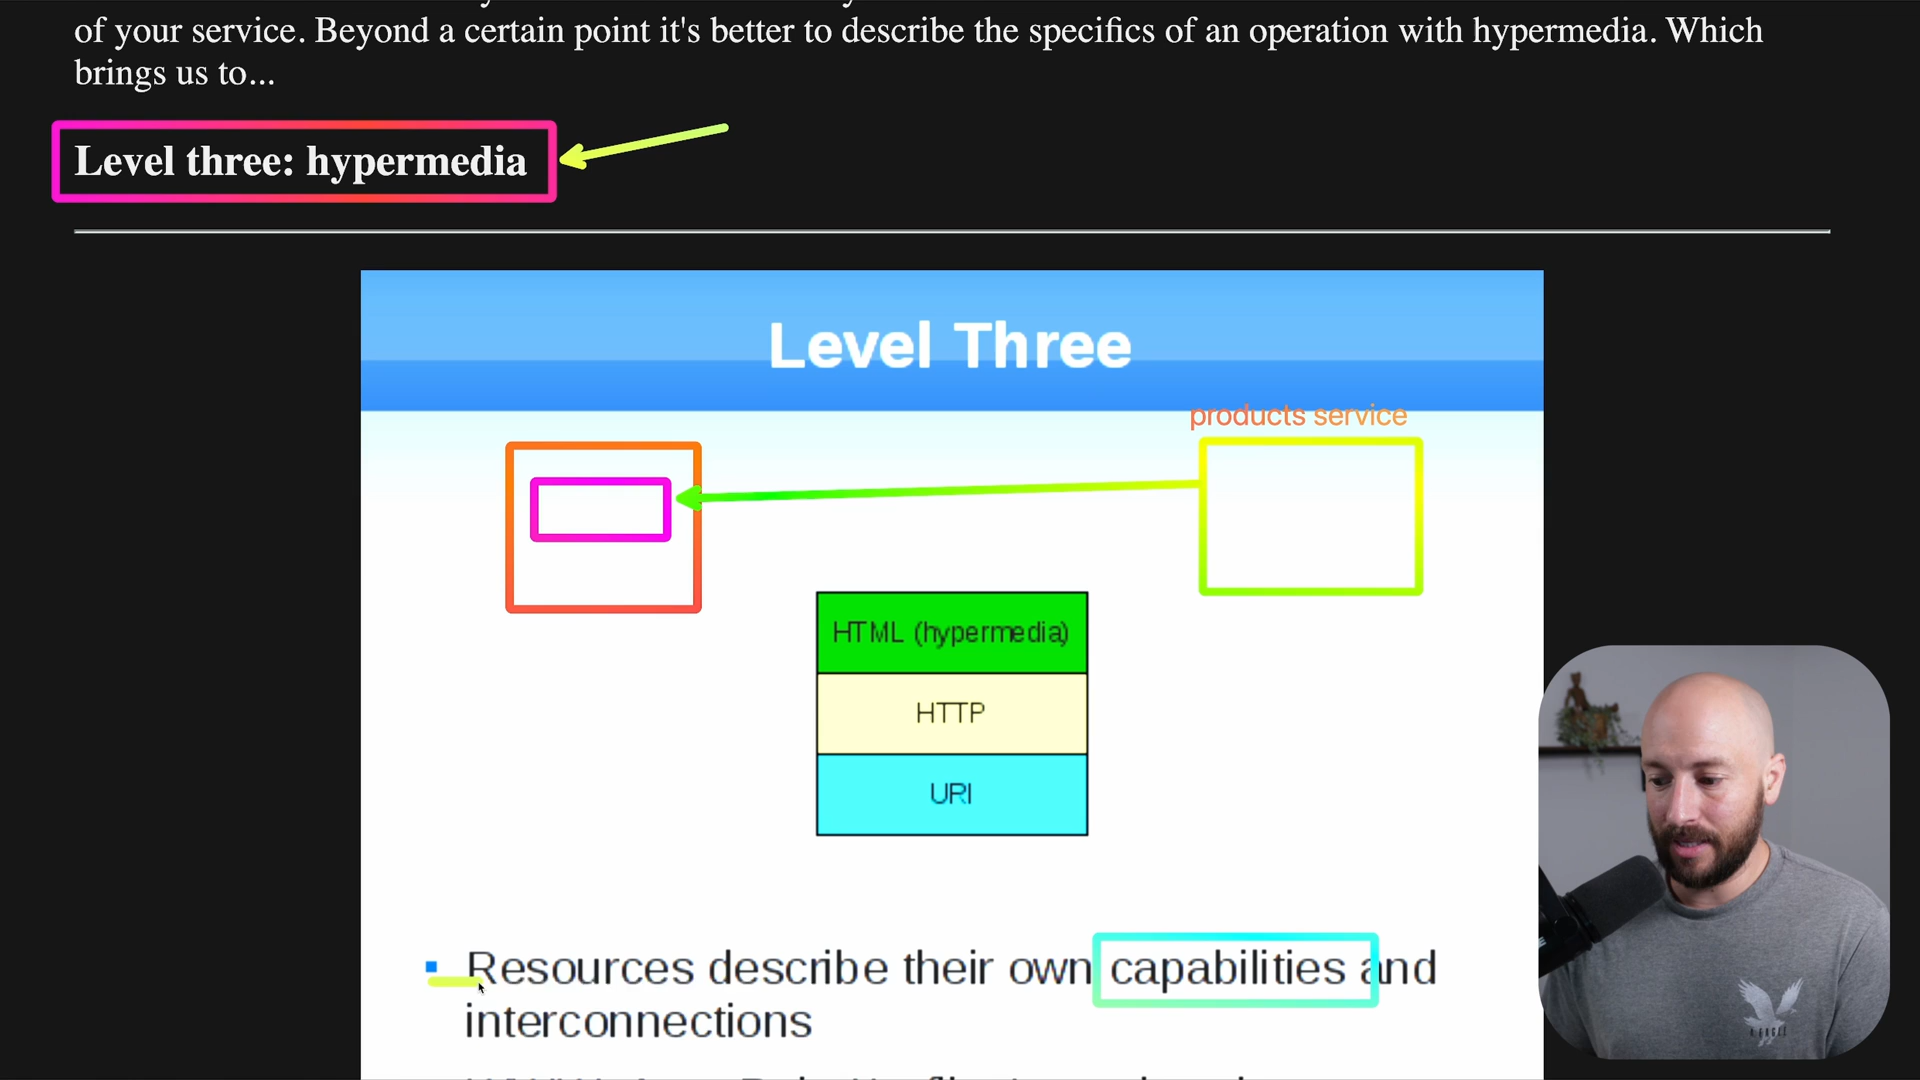 of your service. Beyond a certain point it's better to describe the specifics of an operation with hypermedia. Which
brings us to...
Level three: hypermedia
Level Three
products service
HTML (hypermedia)
HTTP
URI
Resources describe their own capabilities and
interconnections